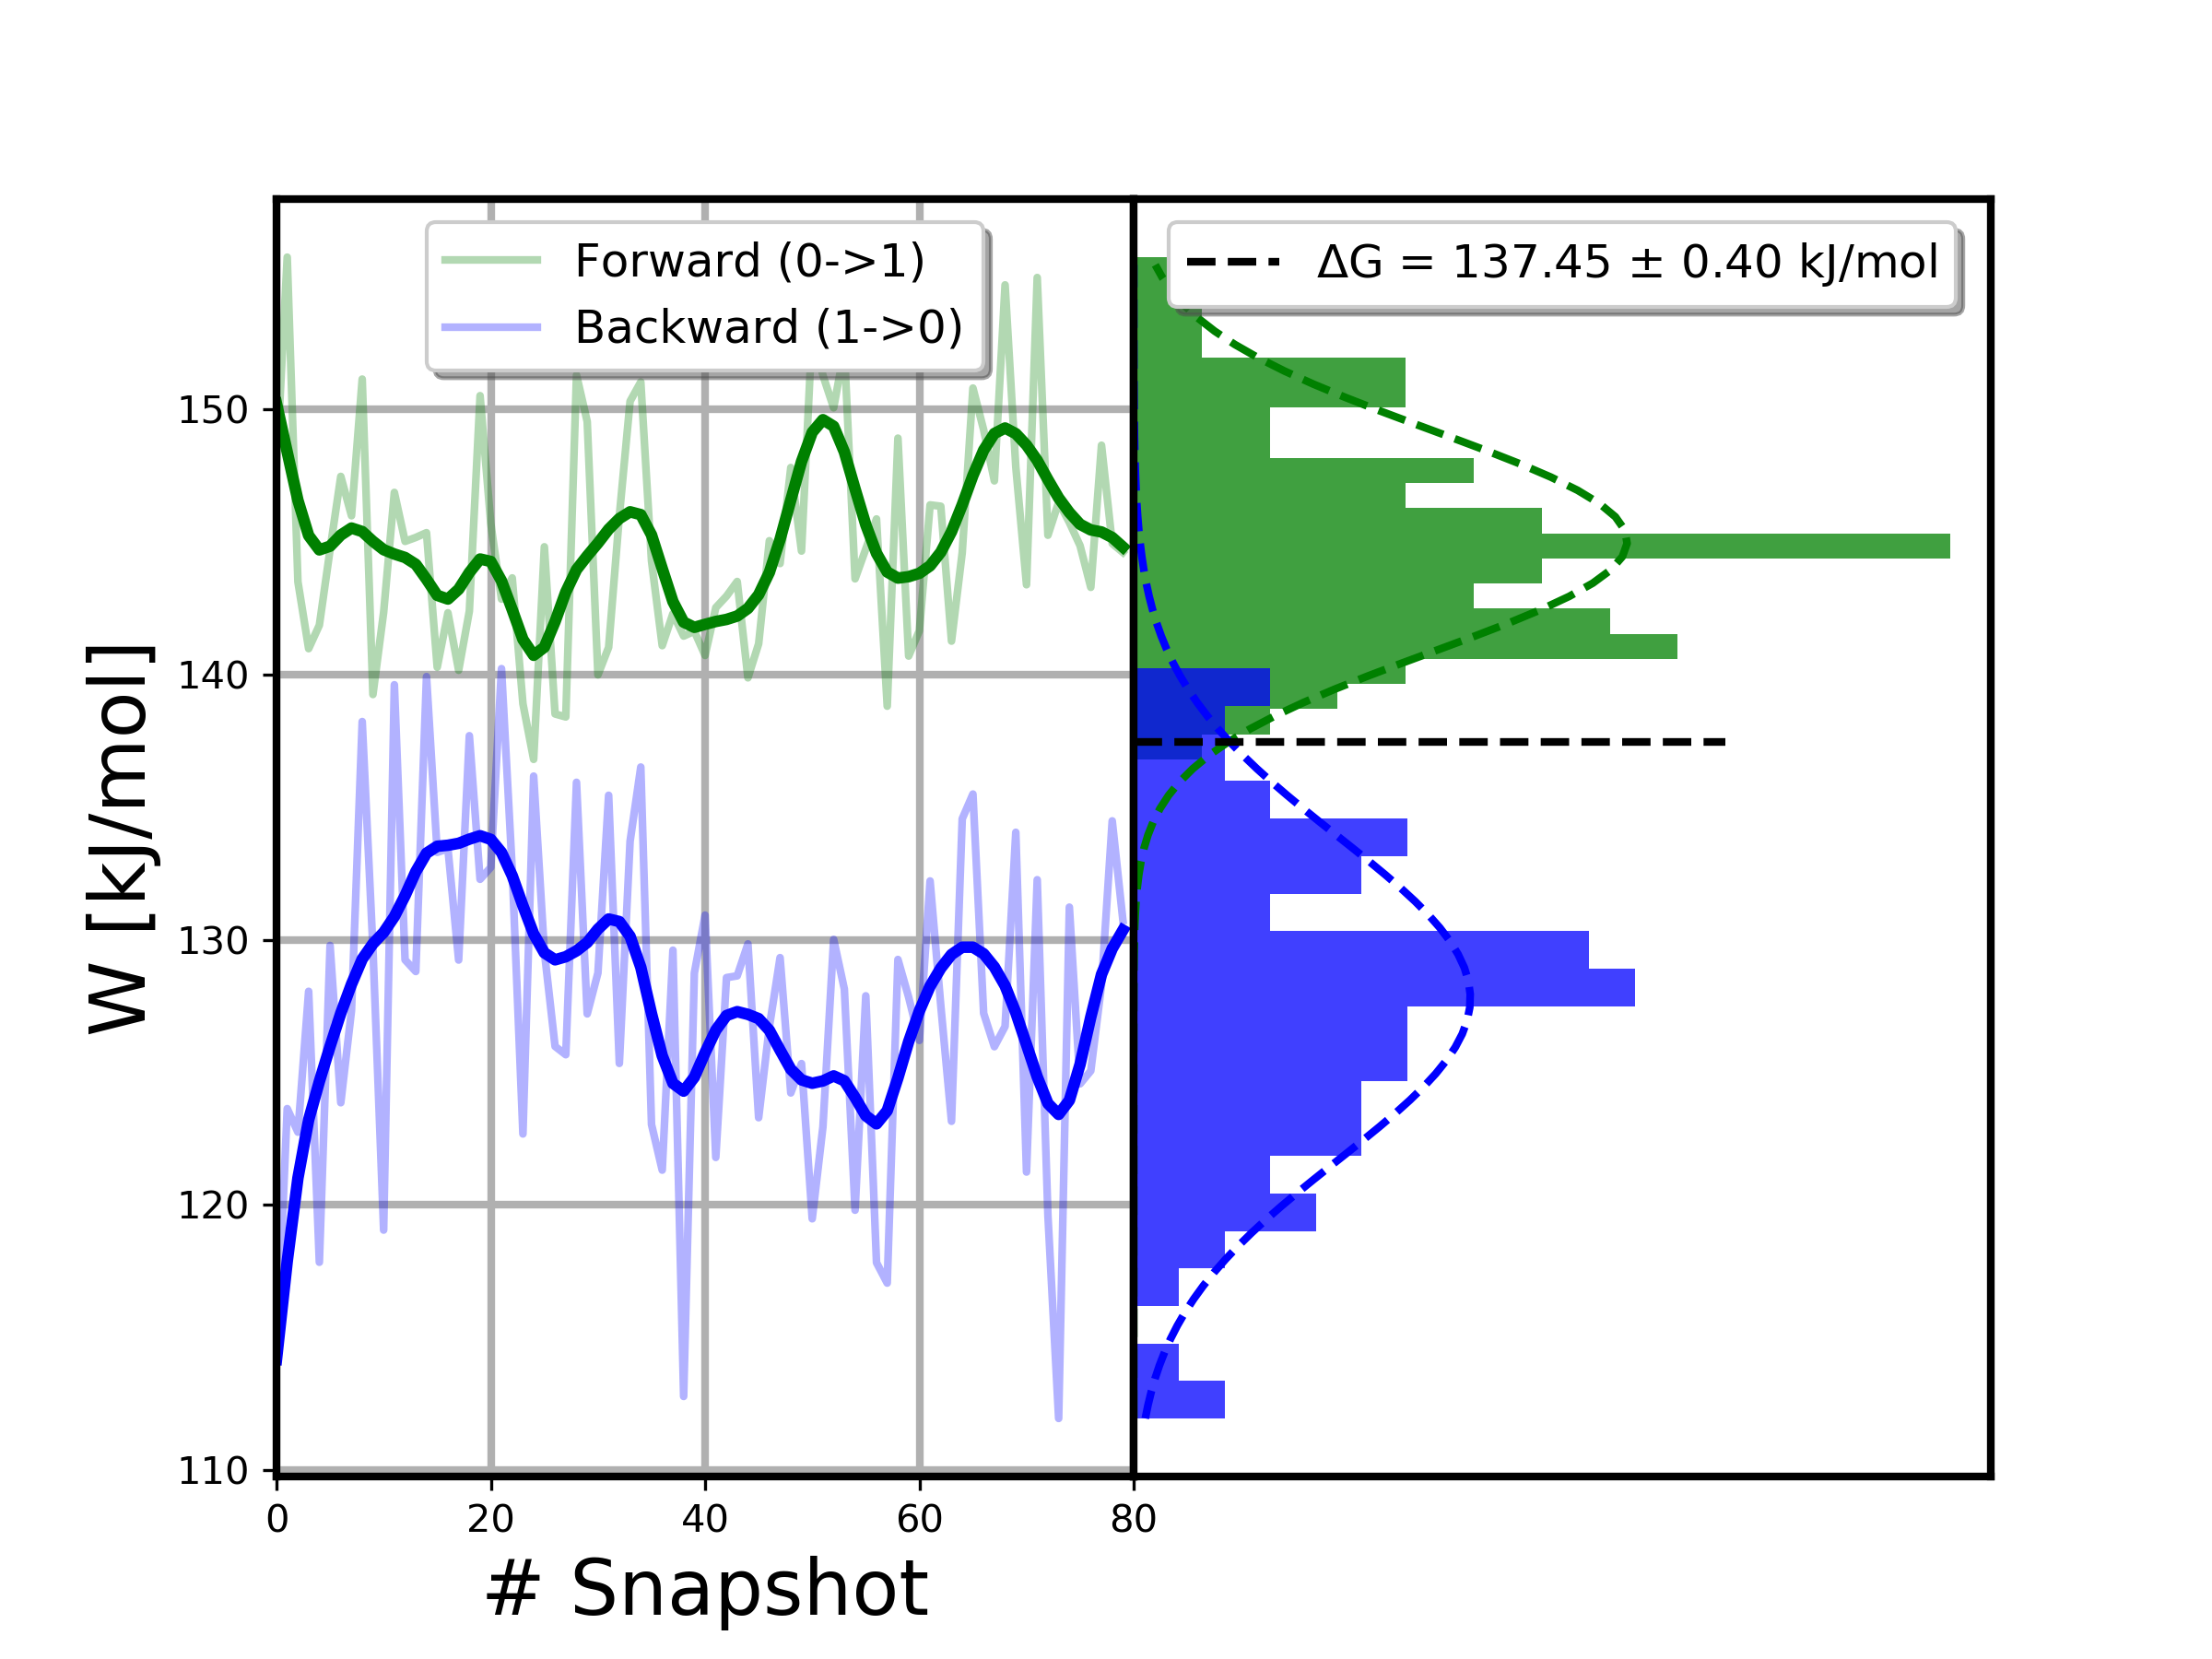 Forward (0->1)
Backward (1->0)
ΔG = 137.45 ± 0.40 kJ/mol
W [kJ/mol]
150
140
130
120
110
0 20 40 60 80
# Snapshot